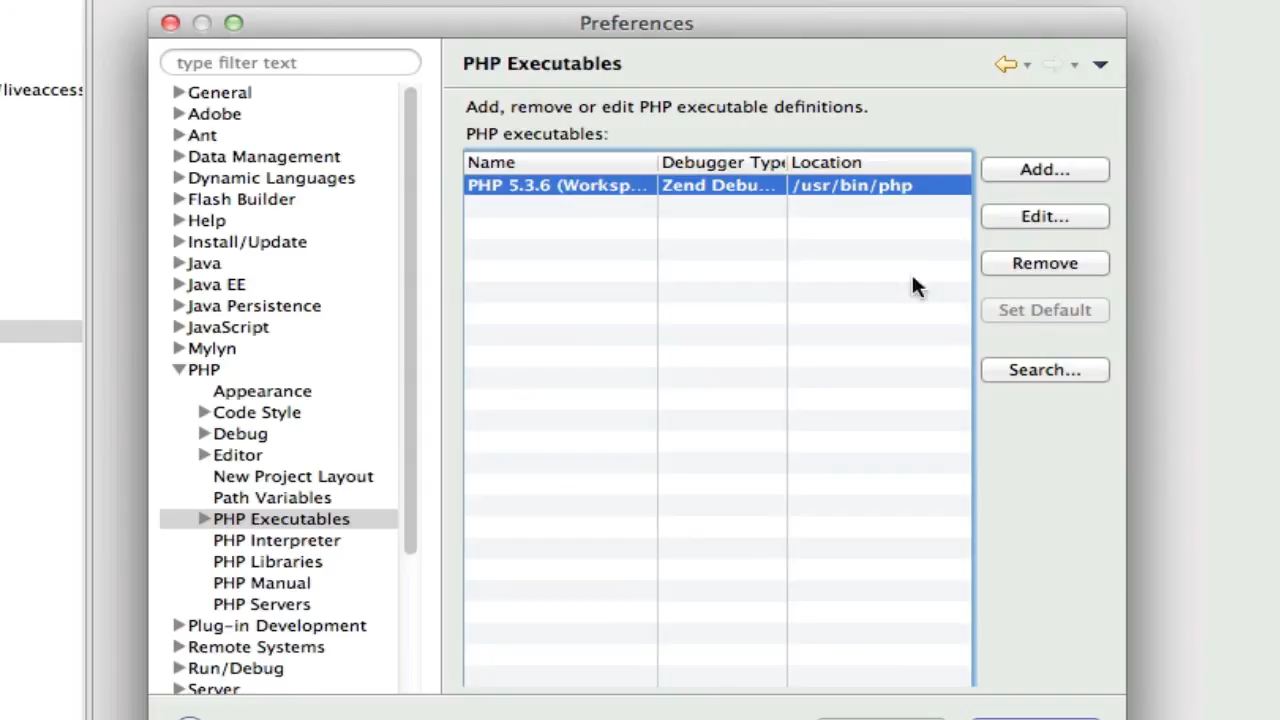 Preferences
/liveaccess
type filter text
General
Adobe
Ant
Data Management
Dynamic Languages
Flash Builder
Help
Install/Update
Java
Java EE
Java Persistence
JavaScript
Mylyn
PHP
Appearance
Code Style
Debug
Editor
New Project Layout
Path Variables
PHP Executables
PHP Interpreter
PHP Libraries
PHP Manual
PHP Servers
Plug-in Development
Remote Systems
Run/Debug
Server
PHP Executables
Add, remove or edit PHP executable definitions.
PHP executables:
Name Debugger Type Location
PHP 5.3.6 (Worksp... Zend Debu... /usr/bin/php
Add...
Edit...
Remove
Set Default
Search...